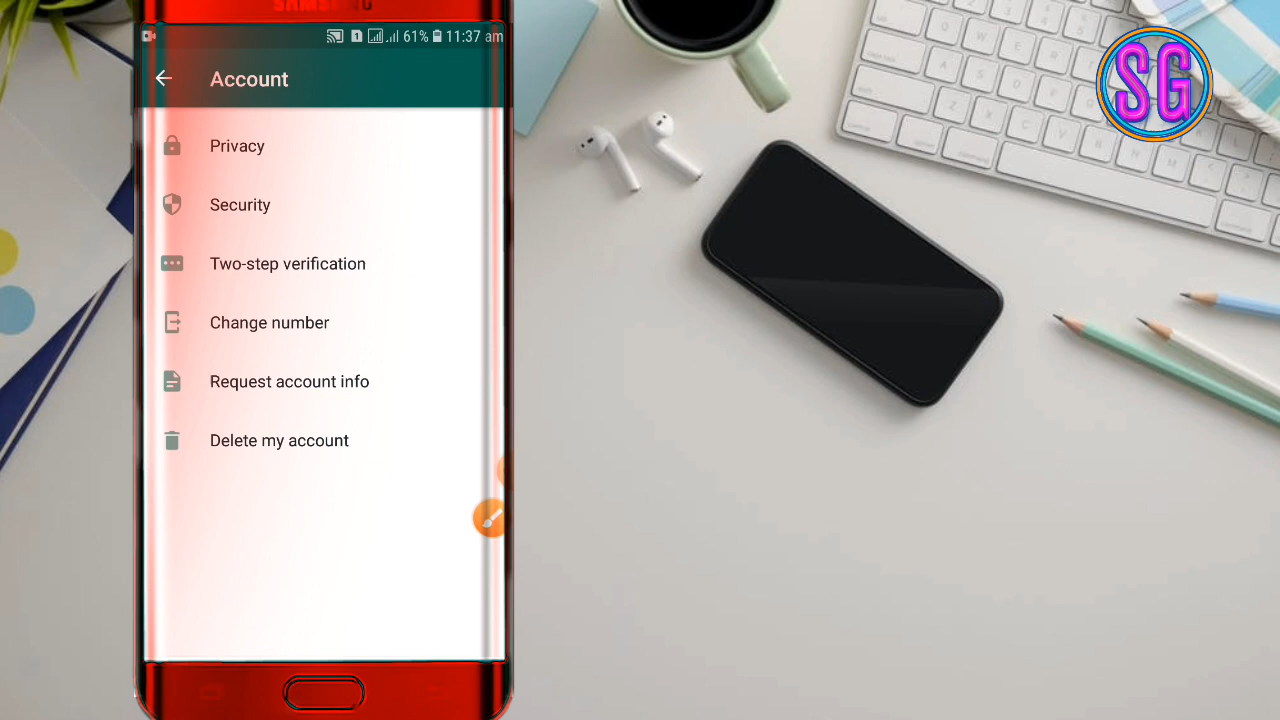 SAMSUNG
61% 11:37 am
Account
Privacy
Security
Two-step verification
Change number
Request account info
Delete my account
SG